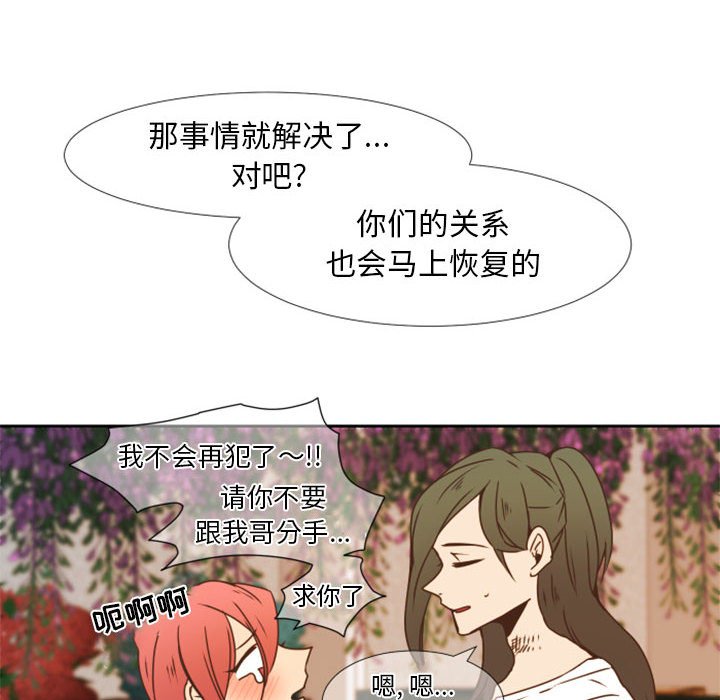 那事情就解决了...
对吧?
你们的关系
也会马上恢复的
我不会再犯了～!!
请你不要
跟我哥分手...
求你了
呃啊啊
嗯, 嗯...